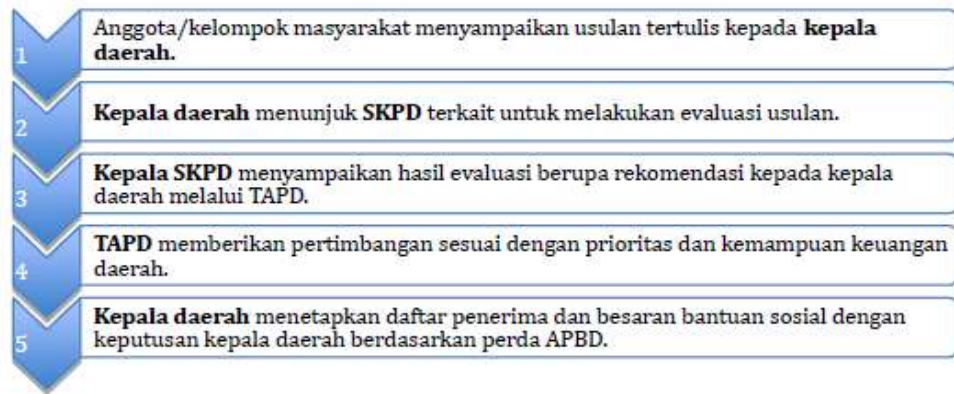 1
Anggota/kelompok masyarakat menyampaikan usulan tertulis kepada kepala
daerah.
2
Kepala daerah menunjuk SKPD terkait untuk melakukan evaluasi usulan.
3
Kepala SKPD menyampaikan hasil evaluasi berupa rekomendasi kepada kepala
daerah melalui TAPD.
4
TAPD memberikan pertimbangan sesuai dengan prioritas dan kemampuan keuangan
daerah.
5
Kepala daerah menetapkan daftar penerima dan besaran bantuan sosial dengan
keputusan kepala daerah berdasarkan perda APBD.